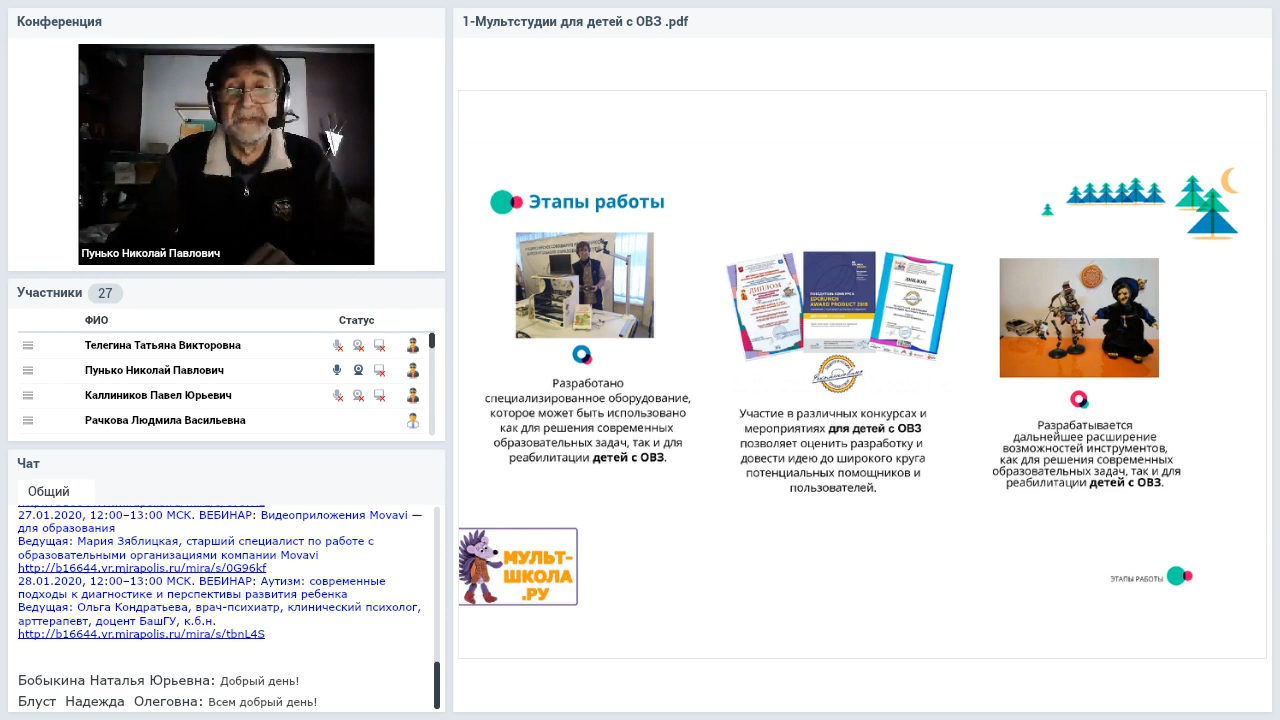 Конференция
Пунько Николай Павлович
Участники 27
ФИО Статус
Телегина Татьяна Викторовна
Пунько Николай Павлович
Каллиников Павел Юрьевич
Рачкова Людмила Васильевна
Чат
Общий
27.01.2020, 12:00–13:00 МСК. ВЕБИНАР: Видеоприложения Movavi —
для образования
Ведущая: Мария Зяблицкая, старший специалист по работе с
образовательными организациями компании Movavi
http://b16644.vr.mirapolis.ru/mira/s/0G96kf
28.01.2020, 12:00–13:00 МСК. ВЕБИНАР: Аутизм: современные
подходы к диагностике и перспективы развития ребенка
Ведущая: Ольга Кондратьева, врач-психиатр, клинический психолог,
арттерапевт, доцент БашГУ, к.б.н.
http://b16644.vr.mirapolis.ru/mira/s/tbnL4S
Бобыкина Наталья Юрьевна: Добрый день!
Блуст Надежда Олеговна: Всем добрый день!
1-Мультстудии для детей с ОВЗ .pdf
Этапы работы
Разработано
специализированное оборудование,
которое может быть использовано
как для решения современных
образовательных задач, так и для
реабилитации детей с ОВЗ.
ДИПЛОМ
ПОБЕДИТЕЛЬ КОНКУРСА
EDCRUNCH
AWARD PRODUCT 2018
ДИПЛОМ
Участие в различных конкурсах и
мероприятиях для детей с ОВЗ
позволяет оценить разработку и
довести идею до широкого круга
потенциальных помощников и
пользователей.
Разрабатывается
дальнейшее расширение
возможностей инструментов,
как для решения современных
образовательных задач, так и для
реабилитации детей с ОВЗ.
МУЛЬТ-
ШКОЛА
.РУ
ЭТАПЫ РАБОТЫ